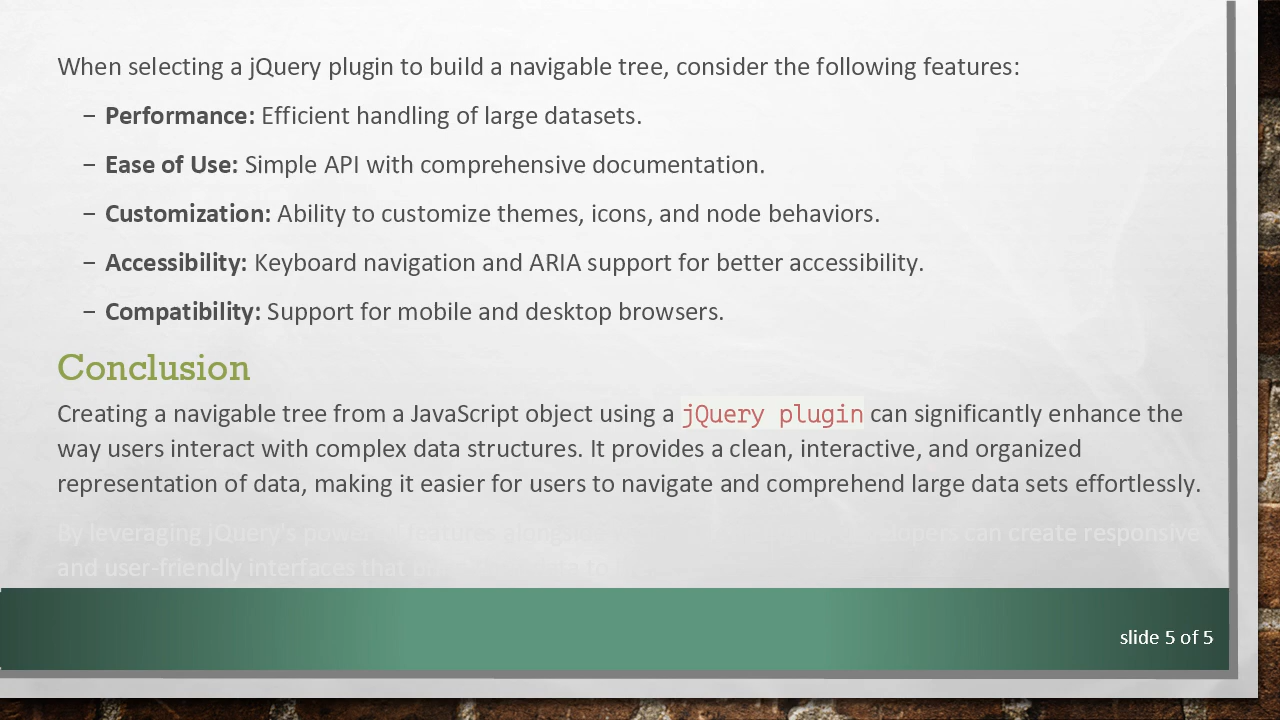 When selecting a jQuery plugin to build a navigable tree, consider the following features:
– Performance: Efficient handling of large datasets.
– Ease of Use: Simple API with comprehensive documentation.
– Customization: Ability to customize themes, icons, and node behaviors.
– Accessibility: Keyboard navigation and ARIA support for better accessibility.
– Compatibility: Support for mobile and desktop browsers.
Conclusion
Creating a navigable tree from a JavaScript object using a jQuery plugin can significantly enhance the
way users interact with complex data structures. It provides a clean, interactive, and organized
representation of data, making it easier for users to navigate and comprehend large data sets effortlessly.
By leveraging jQuery's features can create responsive
and user-friendly interfaces that
slide 5 of 5